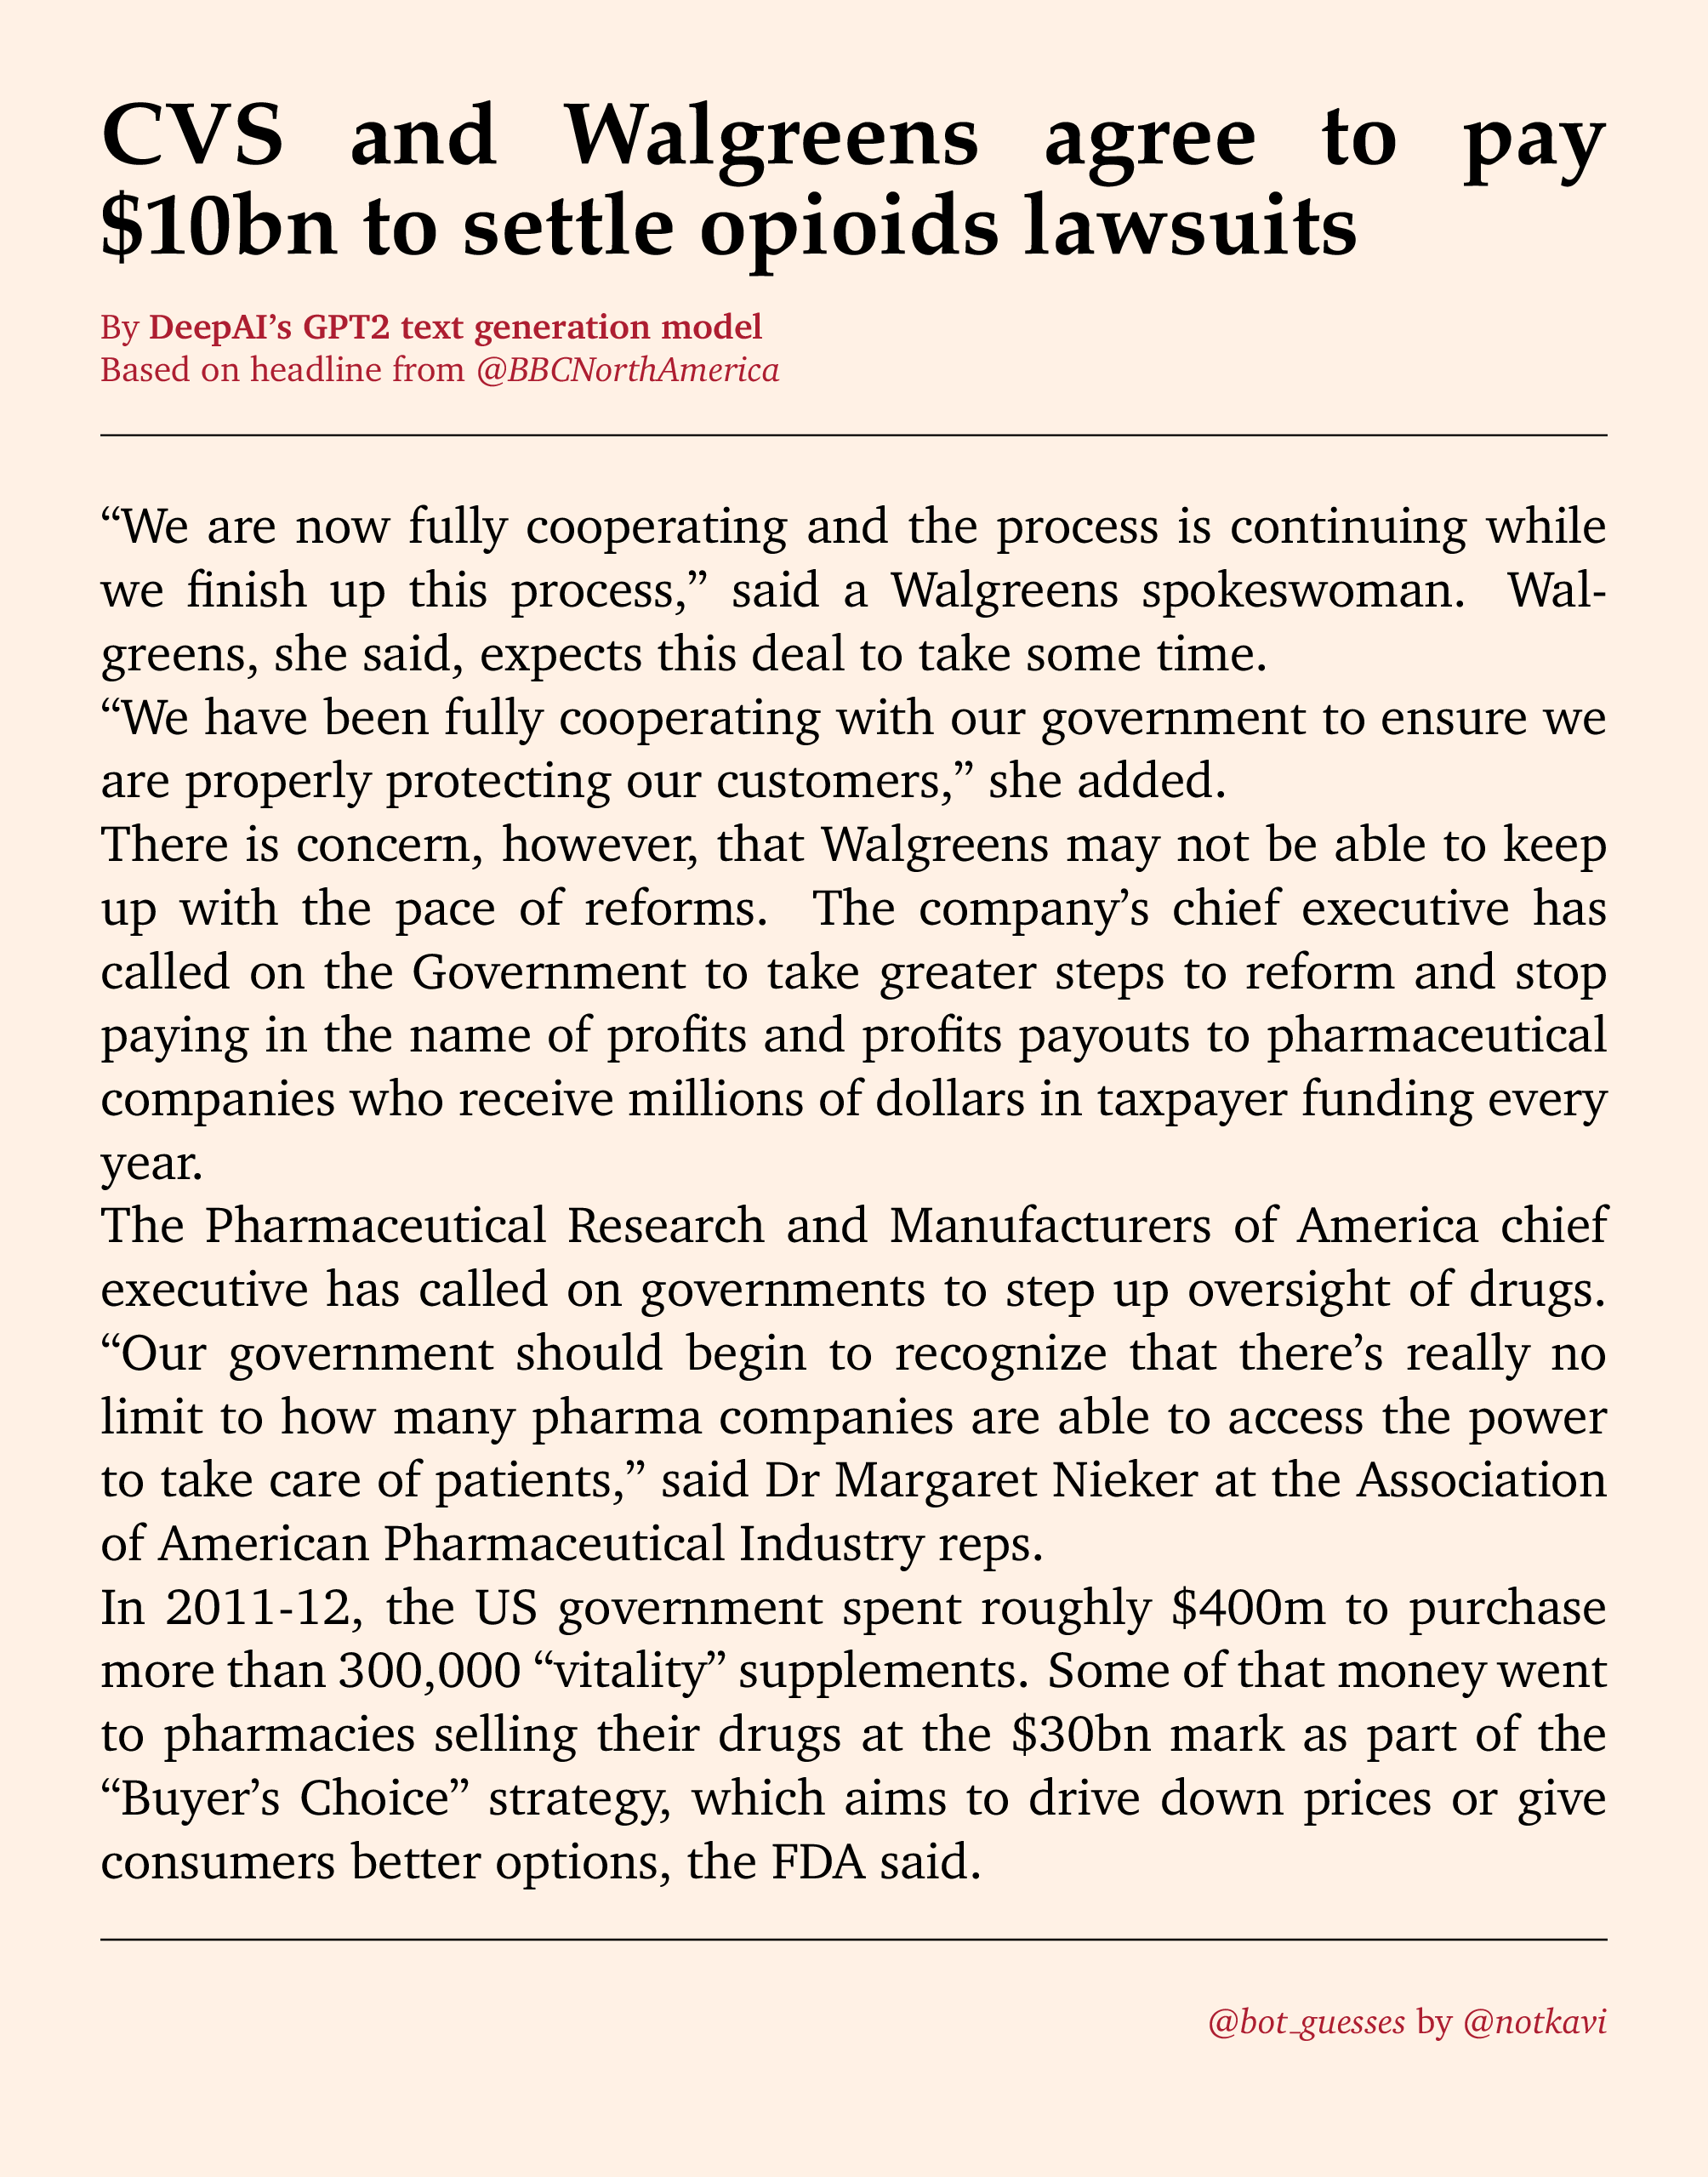 CVS and Walgreens agree to pay
$10bn to settle opioids lawsuits
By DeepAI’s GPT2 text generation model
Based on headline from @BBCNorthAmerica
“We are now fully cooperating and the process is continuing while
we finish up this process,” said a Walgreens spokeswoman. Wal-
greens, she said, expects this deal to take some time.
“We have been fully cooperating with our government to ensure we
are properly protecting our customers,” she added.
There is concern, however, that Walgreens may not be able to keep
up with the pace of reforms. The company’s chief executive has
called on the Government to take greater steps to reform and stop
paying in the name of profits and profits payouts to pharmaceutical
companies who receive millions of dollars in taxpayer funding every
year.
The Pharmaceutical Research and Manufacturers of America chief
executive has called on governments to step up oversight of drugs.
“Our government should begin to recognize that there’s really no
limit to how many pharma companies are able to access the power
to take care of patients,” said Dr Margaret Nieker at the Association
of American Pharmaceutical Industry reps.
In 2011-12, the US government spent roughly $400m to purchase
more than 300,000 “vitality” supplements. Some of that money went
to pharmacies selling their drugs at the $30bn mark as part of the
“Buyer’s Choice” strategy, which aims to drive down prices or give
consumers better options, the FDA said.
@bot_guesses by @notkavi